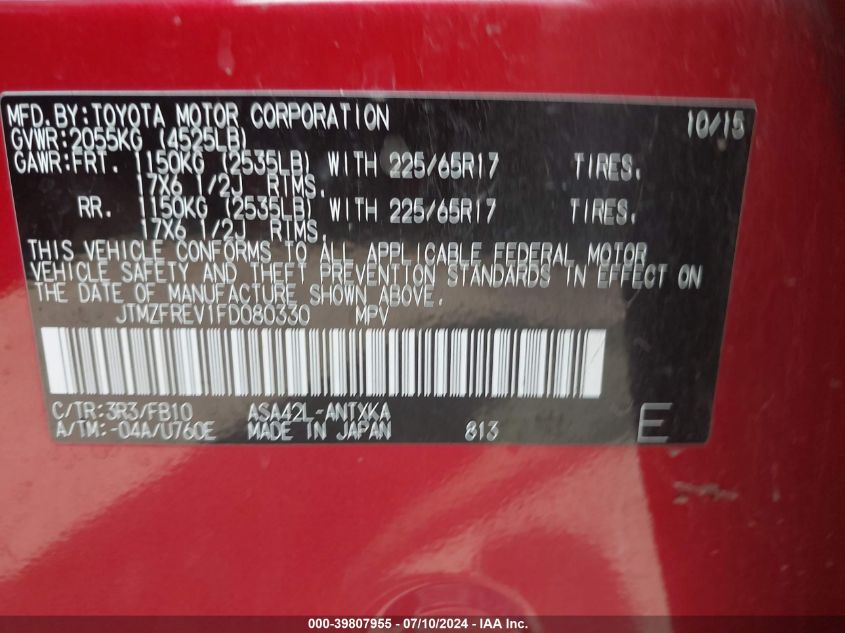 MFD.BY:TOYOTA MOTOR CORPORATION 10/15
GVWR:2055KG (4525LB)
GAWR:FRT. 1150KG (2535LB) WITH 225/65R17 TIRES,
17X6 1/2J RIMS,
RR. 1150KG (2535LB) WITH 225/65R17 TIRES,
17X6 1/2J RIMS,
THIS VEHICLE CONFORMS TO ALL APPLICABLE FEDERAL MOTOR
VEHICLE SAFETY AND THEFT PREVENTION STANDARDS IN EFFECT ON
THE DATE OF MANUFACTURE SHOWN ABOVE.
JTMZFREV1FD080330 MPV
C/TR:3R3/FB10 ASA42L-ANTXKA
A/TM:-04A/U760E MADE IN JAPAN 813 E
000-39807955 - 07/10/2024 - IAA Inc.